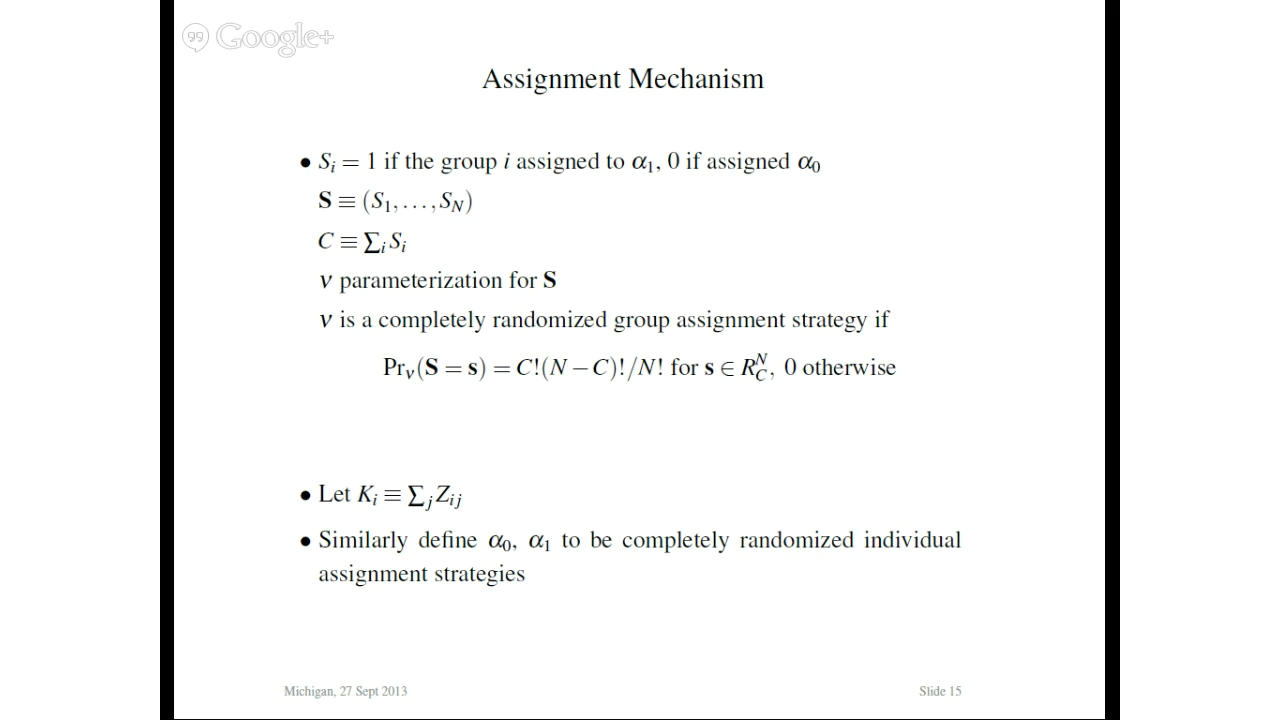 Google+
Assignment Mechanism
• Sᵢ = 1 if the group i assigned to α₁, 0 if assigned α₀
S ≡ (S₁, . . . , S_N)
C ≡ ∑ᵢ Sᵢ
ν parameterization for S
ν is a completely randomized group assignment strategy if
Pr_ν(S = s) = C!(N − C)!/N! for s ∈ R_C^N, 0 otherwise
• Let Kᵢ ≡ ∑ⱼ Zᵢⱼ
• Similarly define α₀, α₁ to be completely randomized individual
assignment strategies
Michigan, 27 Sept 2013
Slide 15